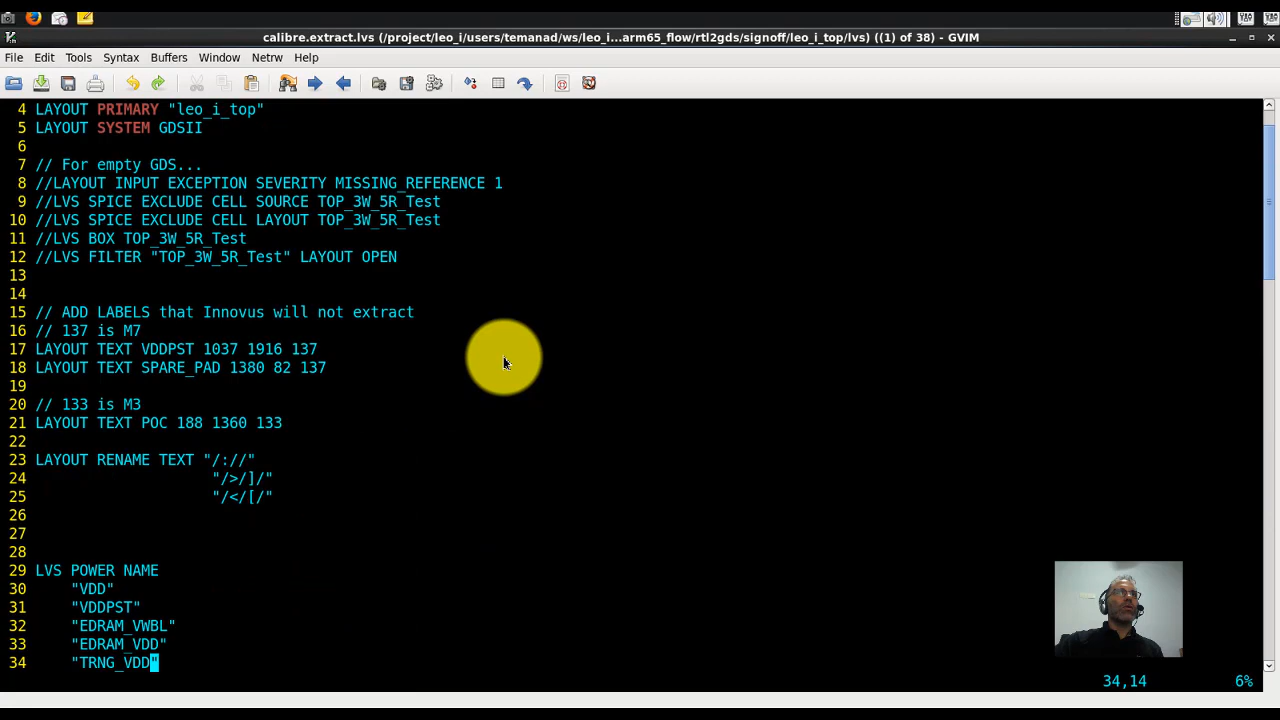 calibre.extract.lvs (/project/leo_i/users/temanad/ws/leo_i...arm65_flow/rtl2gds/signoff/leo_i_top/lvs) ((1) of 38) - GVIM
File Edit Tools Syntax Buffers Window Netrw Help
4 LAYOUT PRIMARY "leo_i_top"
5 LAYOUT SYSTEM GDSII
6
7 // For empty GDS...
8 //LAYOUT INPUT EXCEPTION SEVERITY MISSING_REFERENCE 1
9 //LVS SPICE EXCLUDE CELL SOURCE TOP_3W_5R_Test
10 //LVS SPICE EXCLUDE CELL LAYOUT TOP_3W_5R_Test
11 //LVS BOX TOP_3W_5R_Test
12 //LVS FILTER "TOP_3W_5R_Test" LAYOUT OPEN
13
14
15 // ADD LABELS that Innovus will not extract
16 // 137 is M7
17 LAYOUT TEXT VDDPST 1037 1916 137
18 LAYOUT TEXT SPARE_PAD 1380 82 137
19
20 // 133 is M3
21 LAYOUT TEXT POC 188 1360 133
22
23 LAYOUT RENAME TEXT "/://"
24 "/>/]/"
25 "/</[/"
26
27
28
29 LVS POWER NAME
30 "VDD"
31 "VDDPST"
32 "EDRAM_VWBL"
33 "EDRAM_VDD"
34 "TRNG_VDD"
34,14 6%